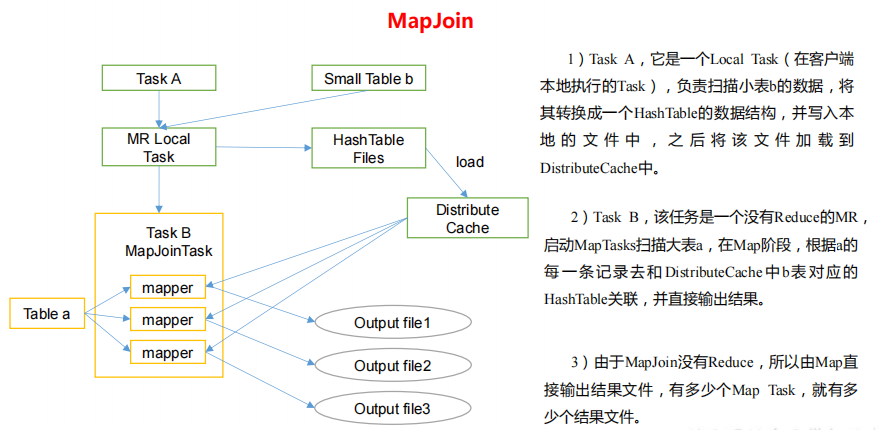 MapJoin
Task A
Small Table b
MR Local
Task
HashTable
Files
load
Distribute
Cache
Task B
MapJoinTask
mapper
mapper
mapper
Table a
Output file1
Output file2
Output file3
1）Task A，它是一个Local Task（在客户端
本地执行的Task），负责扫描小表b的数据，将
其转换成一个HashTable的数据结构，并写入本
地的文件中，之后将该文件加载到
DistributeCache中。
2）Task B，该任务是一个没有Reduce的MR，
启动MapTasks扫描大表a，在Map阶段，根据a的
每一条记录去和DistributeCache中b表对应的
HashTable关联，并直接输出结果。
3）由于MapJoin没有Reduce，所以由Map直
接输出结果文件，有多少个Map Task，就有多
少个结果文件。